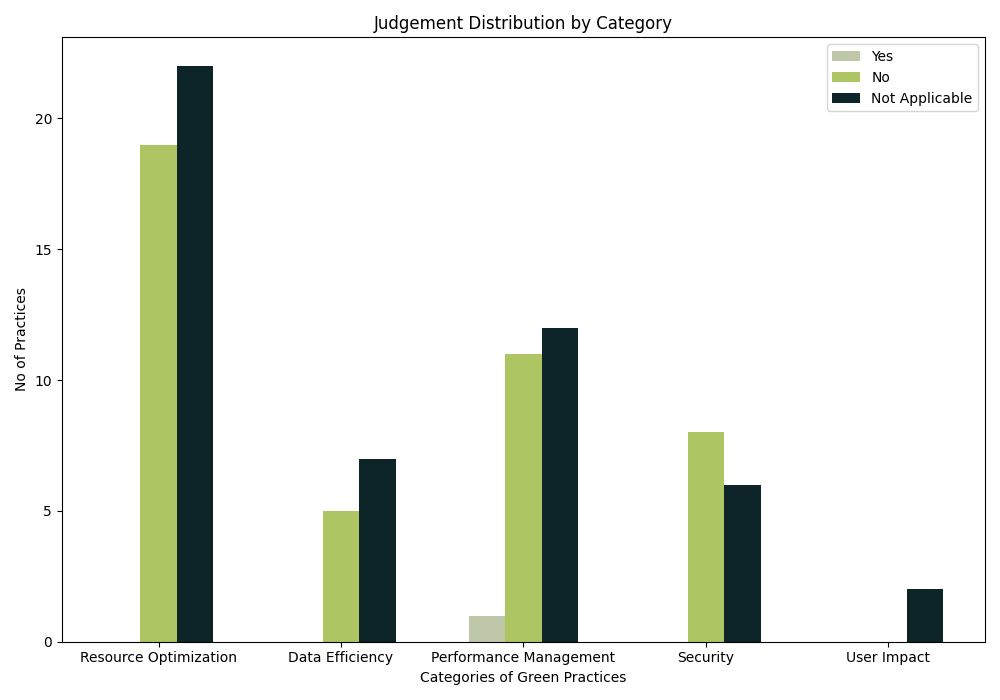 Judgement Distribution by Category
Yes
No
Not Applicable
No of Practices
20
15
10
5
0
Resource Optimization
Data Efficiency
Performance Management
Security
User Impact
Categories of Green Practices